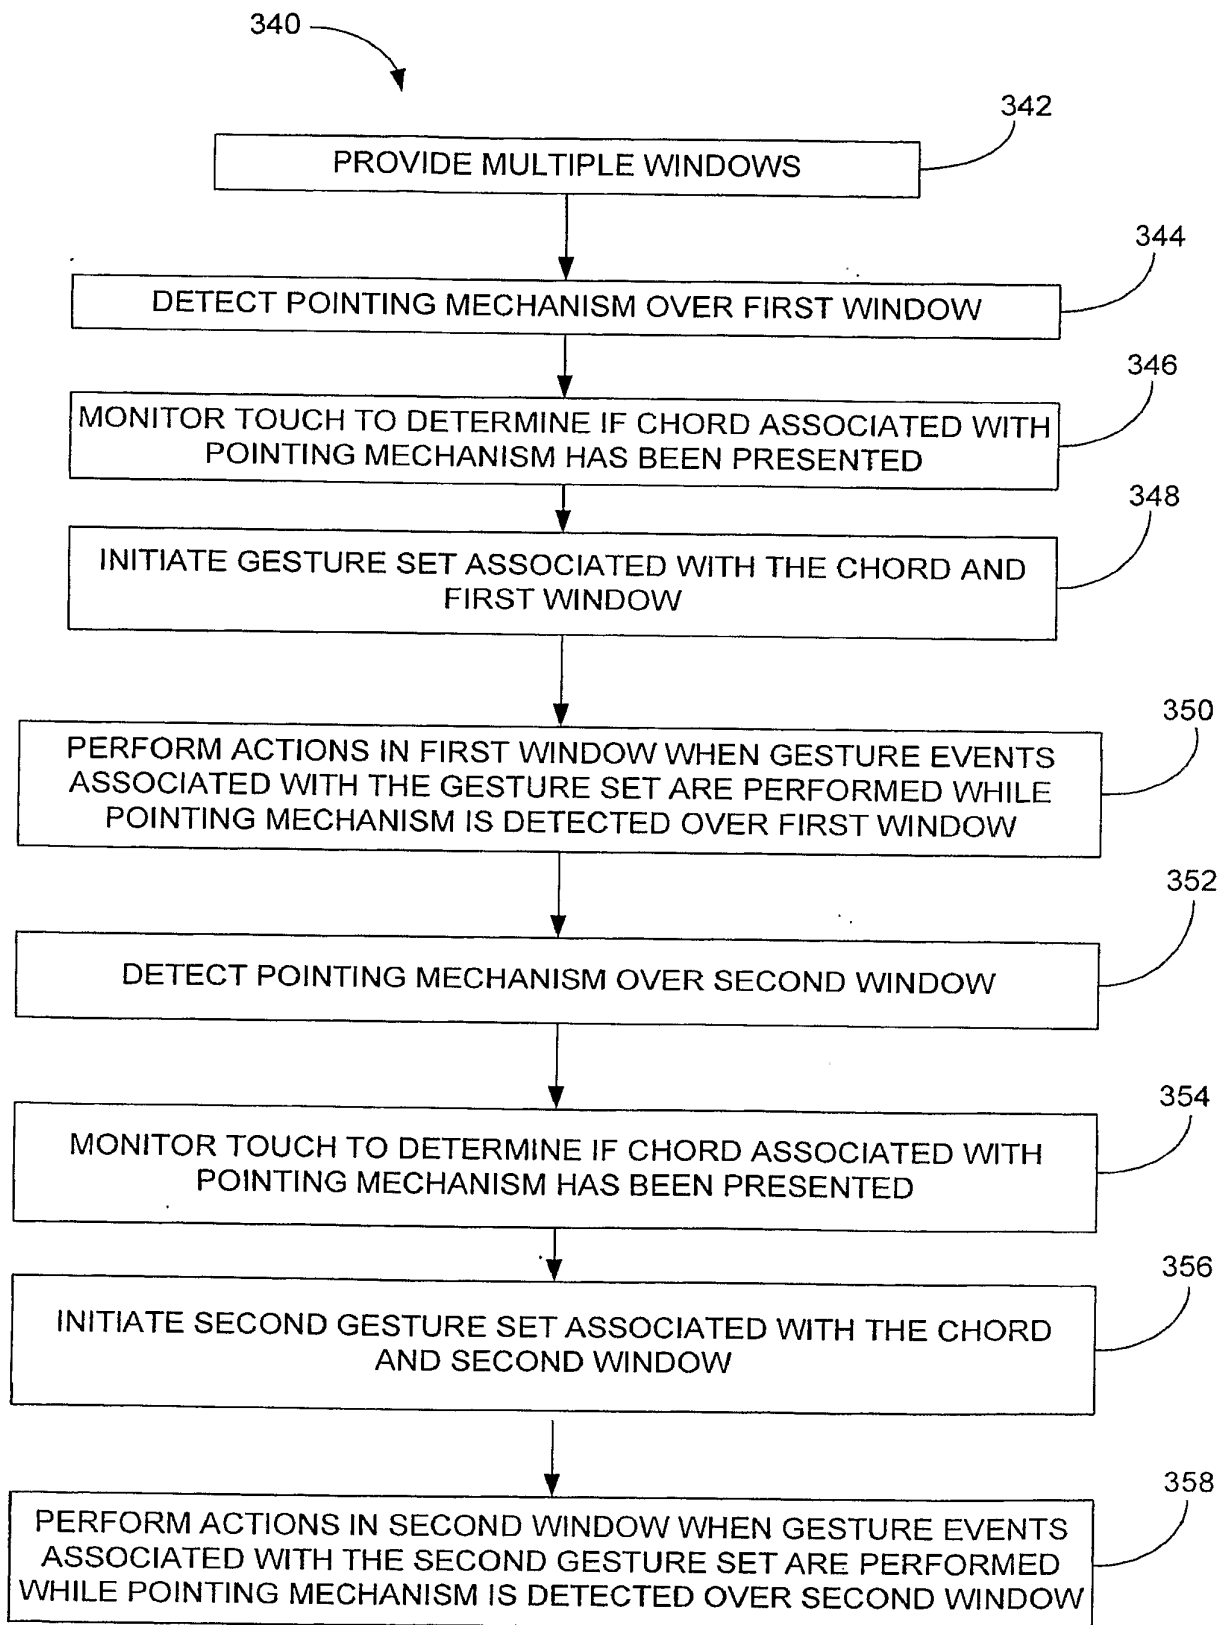 340
342
PROVIDE MULTIPLE WINDOWS
344
DETECT POINTING MECHANISM OVER FIRST WINDOW
346
MONITOR TOUCH TO DETERMINE IF CHORD ASSOCIATED WITH
POINTING MECHANISM HAS BEEN PRESENTED
348
INITIATE GESTURE SET ASSOCIATED WITH THE CHORD AND
FIRST WINDOW
350
PERFORM ACTIONS IN FIRST WINDOW WHEN GESTURE EVENTS
ASSOCIATED WITH THE GESTURE SET ARE PERFORMED WHILE
POINTING MECHANISM IS DETECTED OVER FIRST WINDOW
352
DETECT POINTING MECHANISM OVER SECOND WINDOW
354
MONITOR TOUCH TO DETERMINE IF CHORD ASSOCIATED WITH
POINTING MECHANISM HAS BEEN PRESENTED
356
INITIATE SECOND GESTURE SET ASSOCIATED WITH THE CHORD
AND SECOND WINDOW
358
PERFORM ACTIONS IN SECOND WINDOW WHEN GESTURE EVENTS
ASSOCIATED WITH THE SECOND GESTURE SET ARE PERFORMED
WHILE POINTING MECHANISM IS DETECTED OVER SECOND WINDOW